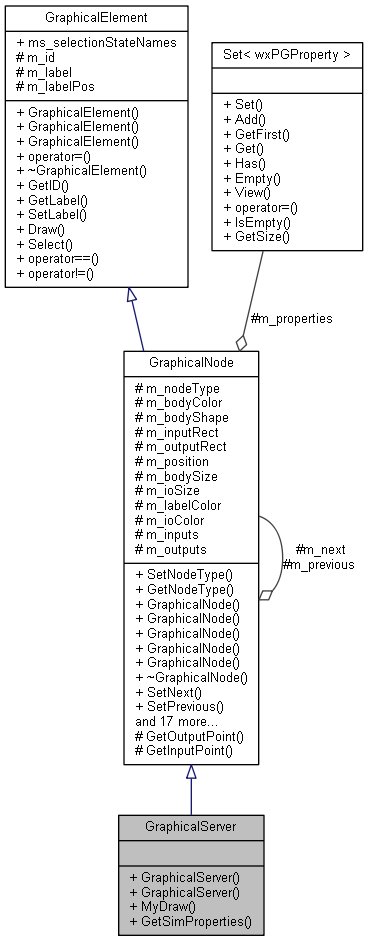 GraphicalElement
+ ms_selectionStateNames
# m_id
# m_label
# m_labelPos
+ GraphicalElement()
+ GraphicalElement()
+ GraphicalElement()
+ operator=()
+ ~GraphicalElement()
+ GetID()
+ GetLabel()
+ SetLabel()
+ Draw()
+ Select()
+ operator==()
+ operator!=()
Set< wxPGProperty >
+ Set()
+ Add()
+ GetFirst()
+ Get()
+ Has()
+ Empty()
+ View()
+ operator=()
+ IsEmpty()
+ GetSize()
#m_properties
GraphicalNode
# m_nodeType
# m_bodyColor
# m_bodyShape
# m_inputRect
# m_outputRect
# m_position
# m_bodySize
# m_ioSize
# m_labelColor
# m_ioColor
# m_inputs
# m_outputs
+ SetNodeType()
+ GetNodeType()
+ GraphicalNode()
+ GraphicalNode()
+ GraphicalNode()
+ GraphicalNode()
+ GraphicalNode()
+ ~GraphicalNode()
+ SetNext()
+ SetPrevious()
and 17 more...
# GetOutputPoint()
# GetInputPoint()
#m_next
#m_previous
GraphicalServer
+ GraphicalServer()
+ GraphicalServer()
+ MyDraw()
+ GetSimProperties()